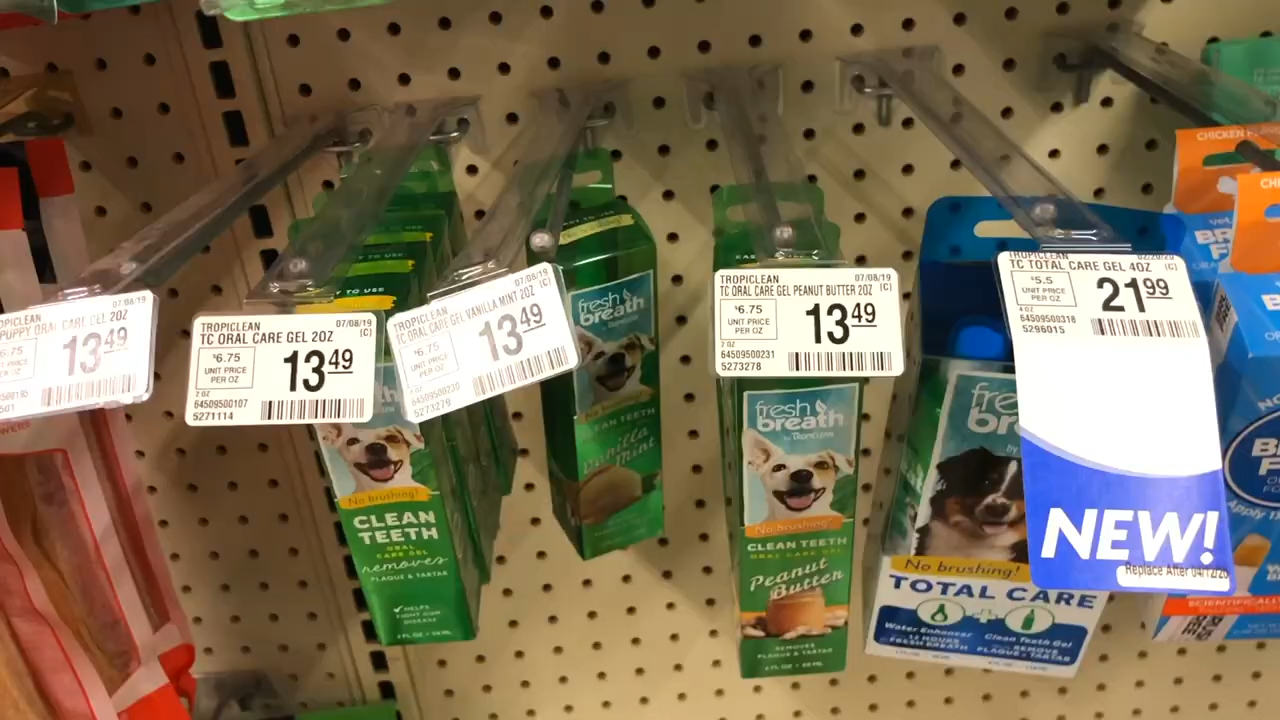 07/08/19
PUPPY ORAL CARE GEL 2OZ
13.49
TROPICLEAN 07/08/19
TC ORAL CARE GEL 2OZ (C)
$6.75
UNIT PRICE
PER OZ
13.49
2 OZ
64509500107
5271114
TROPICLEAN 07/08/19
TC ORAL CARE GEL VANILLA MINT 2OZ (C)
$6.75
UNIT PRICE
PER OZ
13.49
64509500230
5273279
TROPICLEAN 07/08/19
TC ORAL CARE GEL PEANUT BUTTER 2OZ (C)
$6.75
UNIT PRICE
PER OZ
13.49
2 OZ
64509500231
5273278
TROPICLEAN
TC TOTAL CARE GEL 4OZ (C)
$5.5
UNIT PRICE
PER OZ
21.99
4 OZ
64509500318
5296015
NEW!
Replace After 04/12/20
No brushing!
CLEAN
TEETH
ORAL
CARE GEL
removes
PLAQUE & TARTAR
HELPS
FIGHT GUM
DISEASE
2 FL OZ
fresh
breath
No brushing!
CLEAN TEETH
Vanilla
Mint
fresh
breath
by TropiClean
No brushing!
CLEAN TEETH
ORAL CARE GEL
Peanut
Butter
REMOVES
PLAQUE & TARTAR
No brushing!
TOTAL CARE
Water Enhancer
12 HOURS
FRESH BREATH
Clean Teeth Gel
REMOVE
PLAQUE + TARTAR
CHICKEN